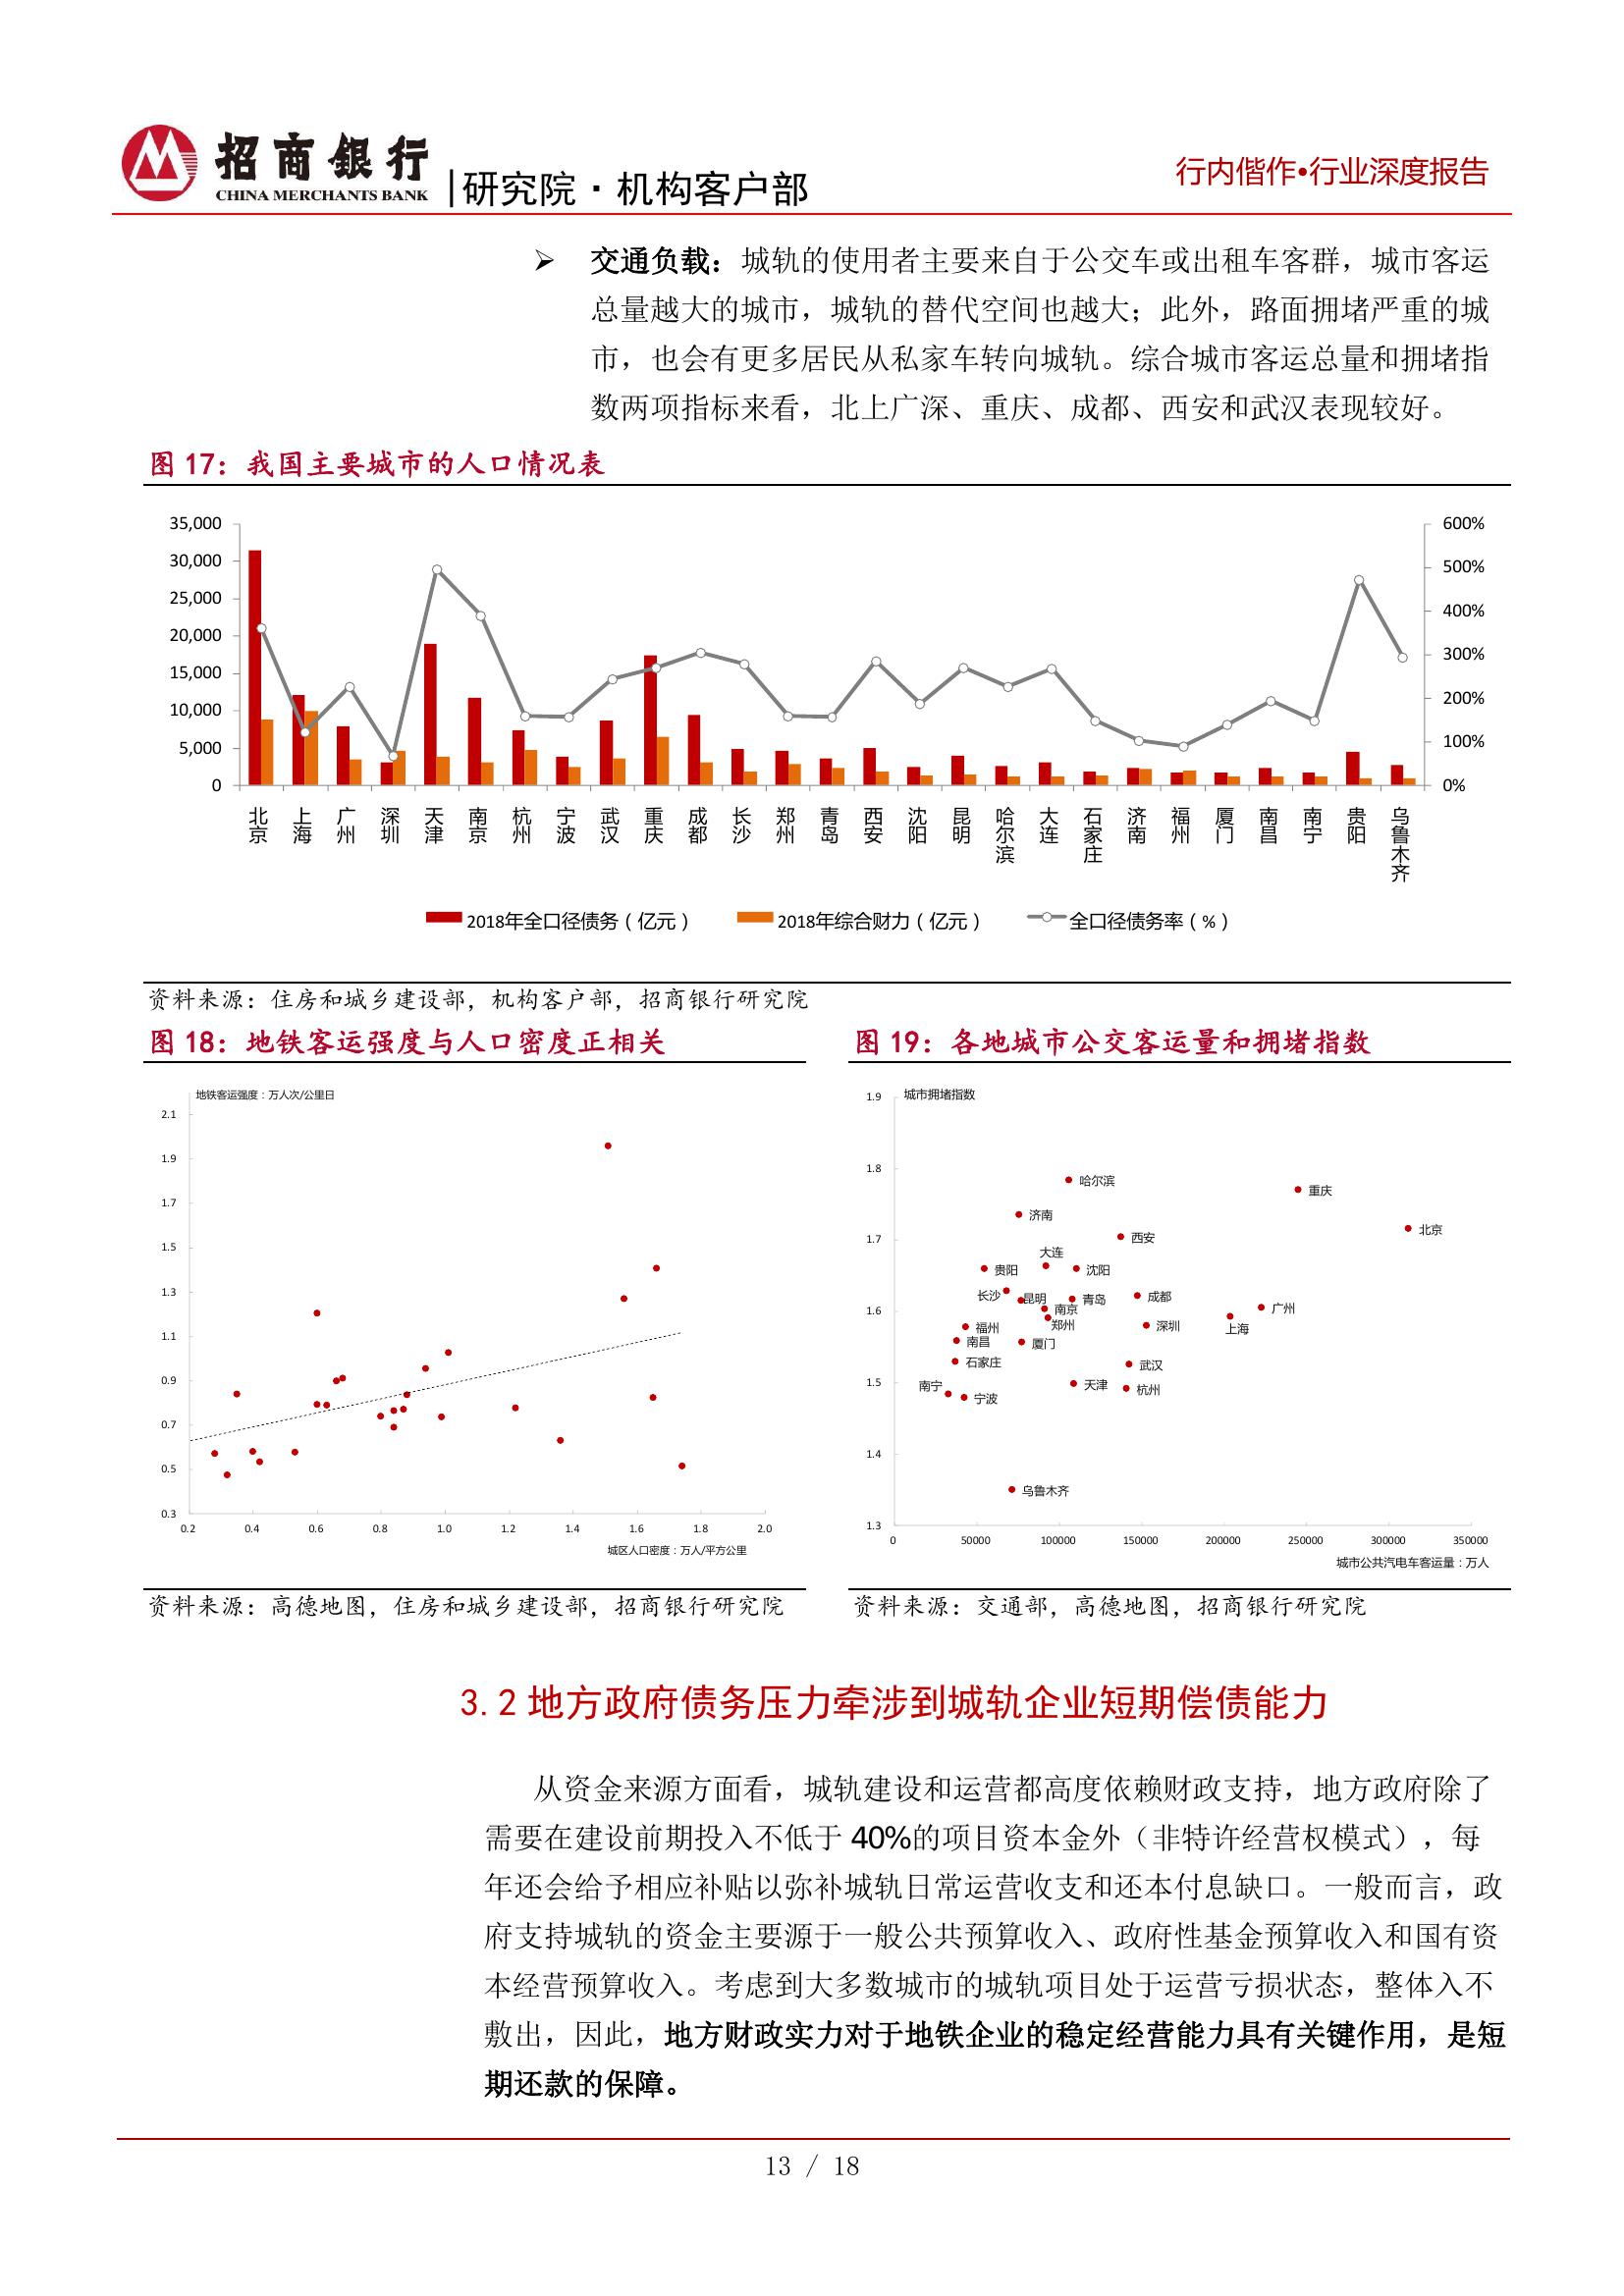 招商银行
CHINA MERCHANTS BANK
|研究院·机构客户部
行内偕作•行业深度报告
➢ 交通负载：城轨的使用者主要来自于公交车或出租车客群，城市客运
总量越大的城市，城轨的替代空间也越大；此外，路面拥堵严重的城
市，也会有更多居民从私家车转向城轨。综合城市客运总量和拥堵指
数两项指标来看，北上广深、重庆、成都、西安和武汉表现较好。
图 17：我国主要城市的人口情况表
35,000
30,000
25,000
20,000
15,000
10,000
5,000
0
600%
500%
400%
300%
200%
100%
0%
北京
上海
广州
深圳
天津
南京
杭州
宁波
武汉
重庆
成都
长沙
郑州
青岛
西安
沈阳
昆明
哈尔滨
大连
石家庄
济南
福州
厦门
南昌
南宁
贵阳
乌鲁木齐
2018年全口径债务（亿元）
2018年综合财力（亿元）
全口径债务率（%）
资料来源：住房和城乡建设部，机构客户部，招商银行研究院
图 18：地铁客运强度与人口密度正相关
地铁客运强度：万人次/公里日
2.1
1.9
1.7
1.5
1.3
1.1
0.9
0.7
0.5
0.3
0.2
0.4
0.6
0.8
1.0
1.2
1.4
1.6
1.8
2.0
城区人口密度：万人/平方公里
资料来源：高德地图，住房和城乡建设部，招商银行研究院
图 19：各地城市公交客运量和拥堵指数
城市拥堵指数
1.9
1.8
1.7
1.6
1.5
1.4
1.3
哈尔滨
重庆
济南
北京
西安
大连
贵阳
沈阳
长沙
昆明
青岛
成都
南京
广州
郑州
上海
福州
深圳
南昌
厦门
石家庄
武汉
南宁
天津
杭州
宁波
乌鲁木齐
0
50000
100000
150000
200000
250000
300000
350000
城市公共汽电车客运量：万人
资料来源：交通部，高德地图，招商银行研究院
3.2 地方政府债务压力牵涉到城轨企业短期偿债能力
从资金来源方面看，城轨建设和运营都高度依赖财政支持，地方政府除了
需要在建设前期投入不低于 40%的项目资本金外（非特许经营权模式），每
年还会给予相应补贴以弥补城轨日常运营收支和还本付息缺口。一般而言，政
府支持城轨的资金主要源于一般公共预算收入、政府性基金预算收入和国有资
本经营预算收入。考虑到大多数城市的城轨项目处于运营亏损状态，整体入不
敷出，因此，地方财政实力对于地铁企业的稳定经营能力具有关键作用，是短
期还款的保障。
13 / 18